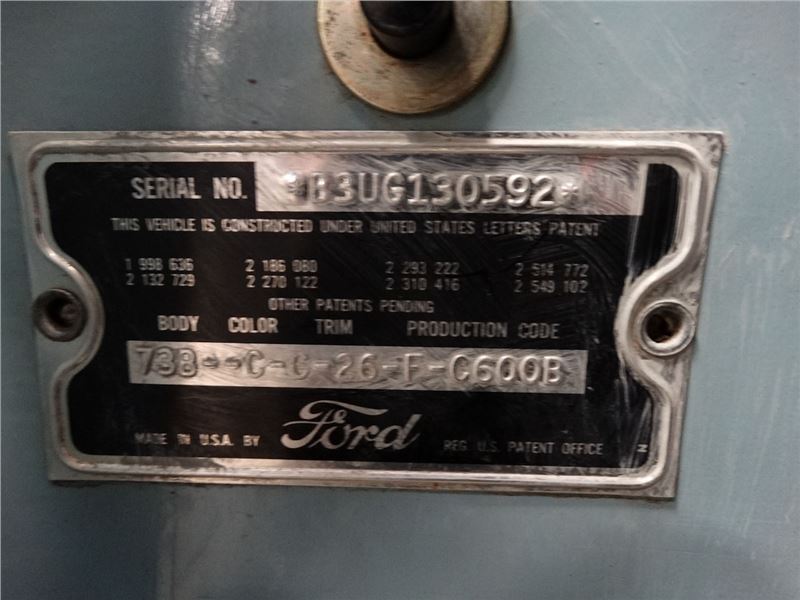 SERIAL NO. *B3UG130592*
THIS VEHICLE IS CONSTRUCTED UNDER UNITED STATES LETTERS PATENT
1 998 636 2 186 080 2 293 222 2 514 772
2 132 729 2 270 122 2 310 416 2 549 102
OTHER PATENTS PENDING
BODY COLOR TRIM PRODUCTION CODE
73B--C-C-26-F-C600B
MADE IN U.S.A. BY Ford REG. U.S. PATENT OFFICE N